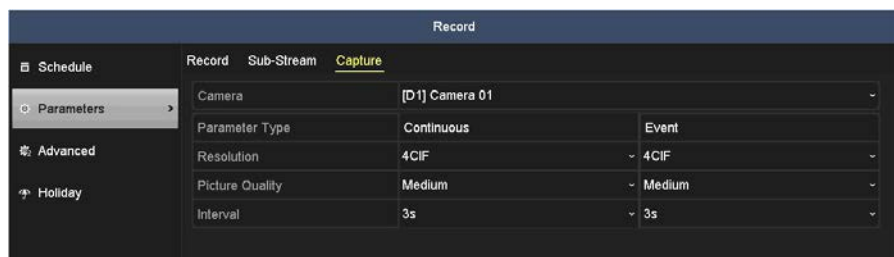 Record
Schedule
Parameters
Advanced
Holiday
Record Sub-Stream Capture
Camera [D1] Camera 01
Parameter Type Continuous Event
Resolution 4CIF 4CIF
Picture Quality Medium Medium
Interval 3s 3s